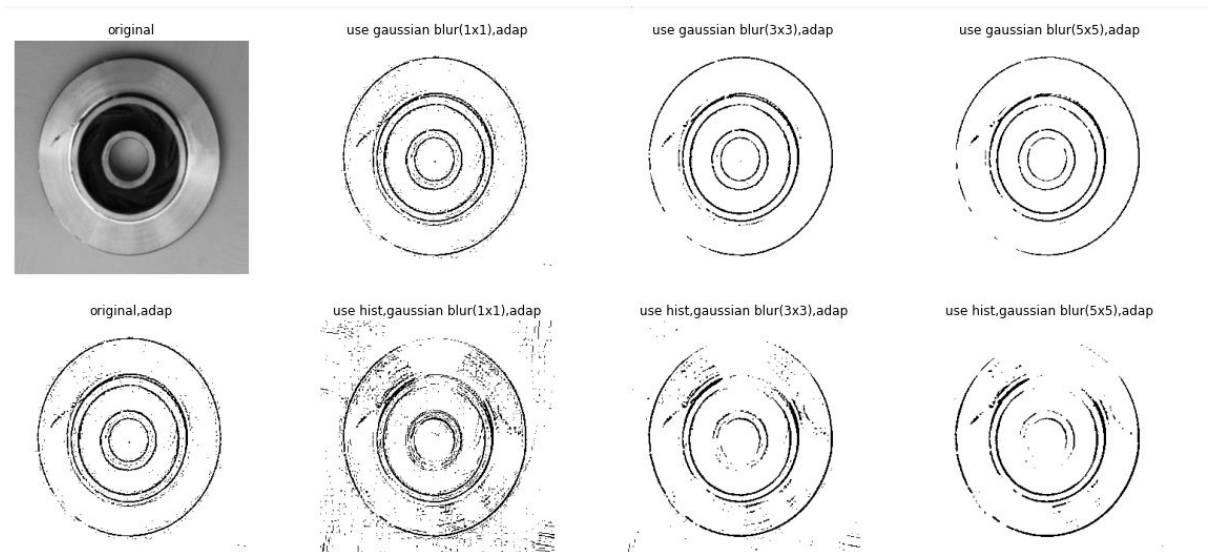 original
use gaussian blur(1x1),adap
use gaussian blur(3x3),adap
use gaussian blur(5x5),adap
original,adap
use hist,gaussian blur(1x1),adap
use hist,gaussian blur(3x3),adap
use hist,gaussian blur(5x5),adap